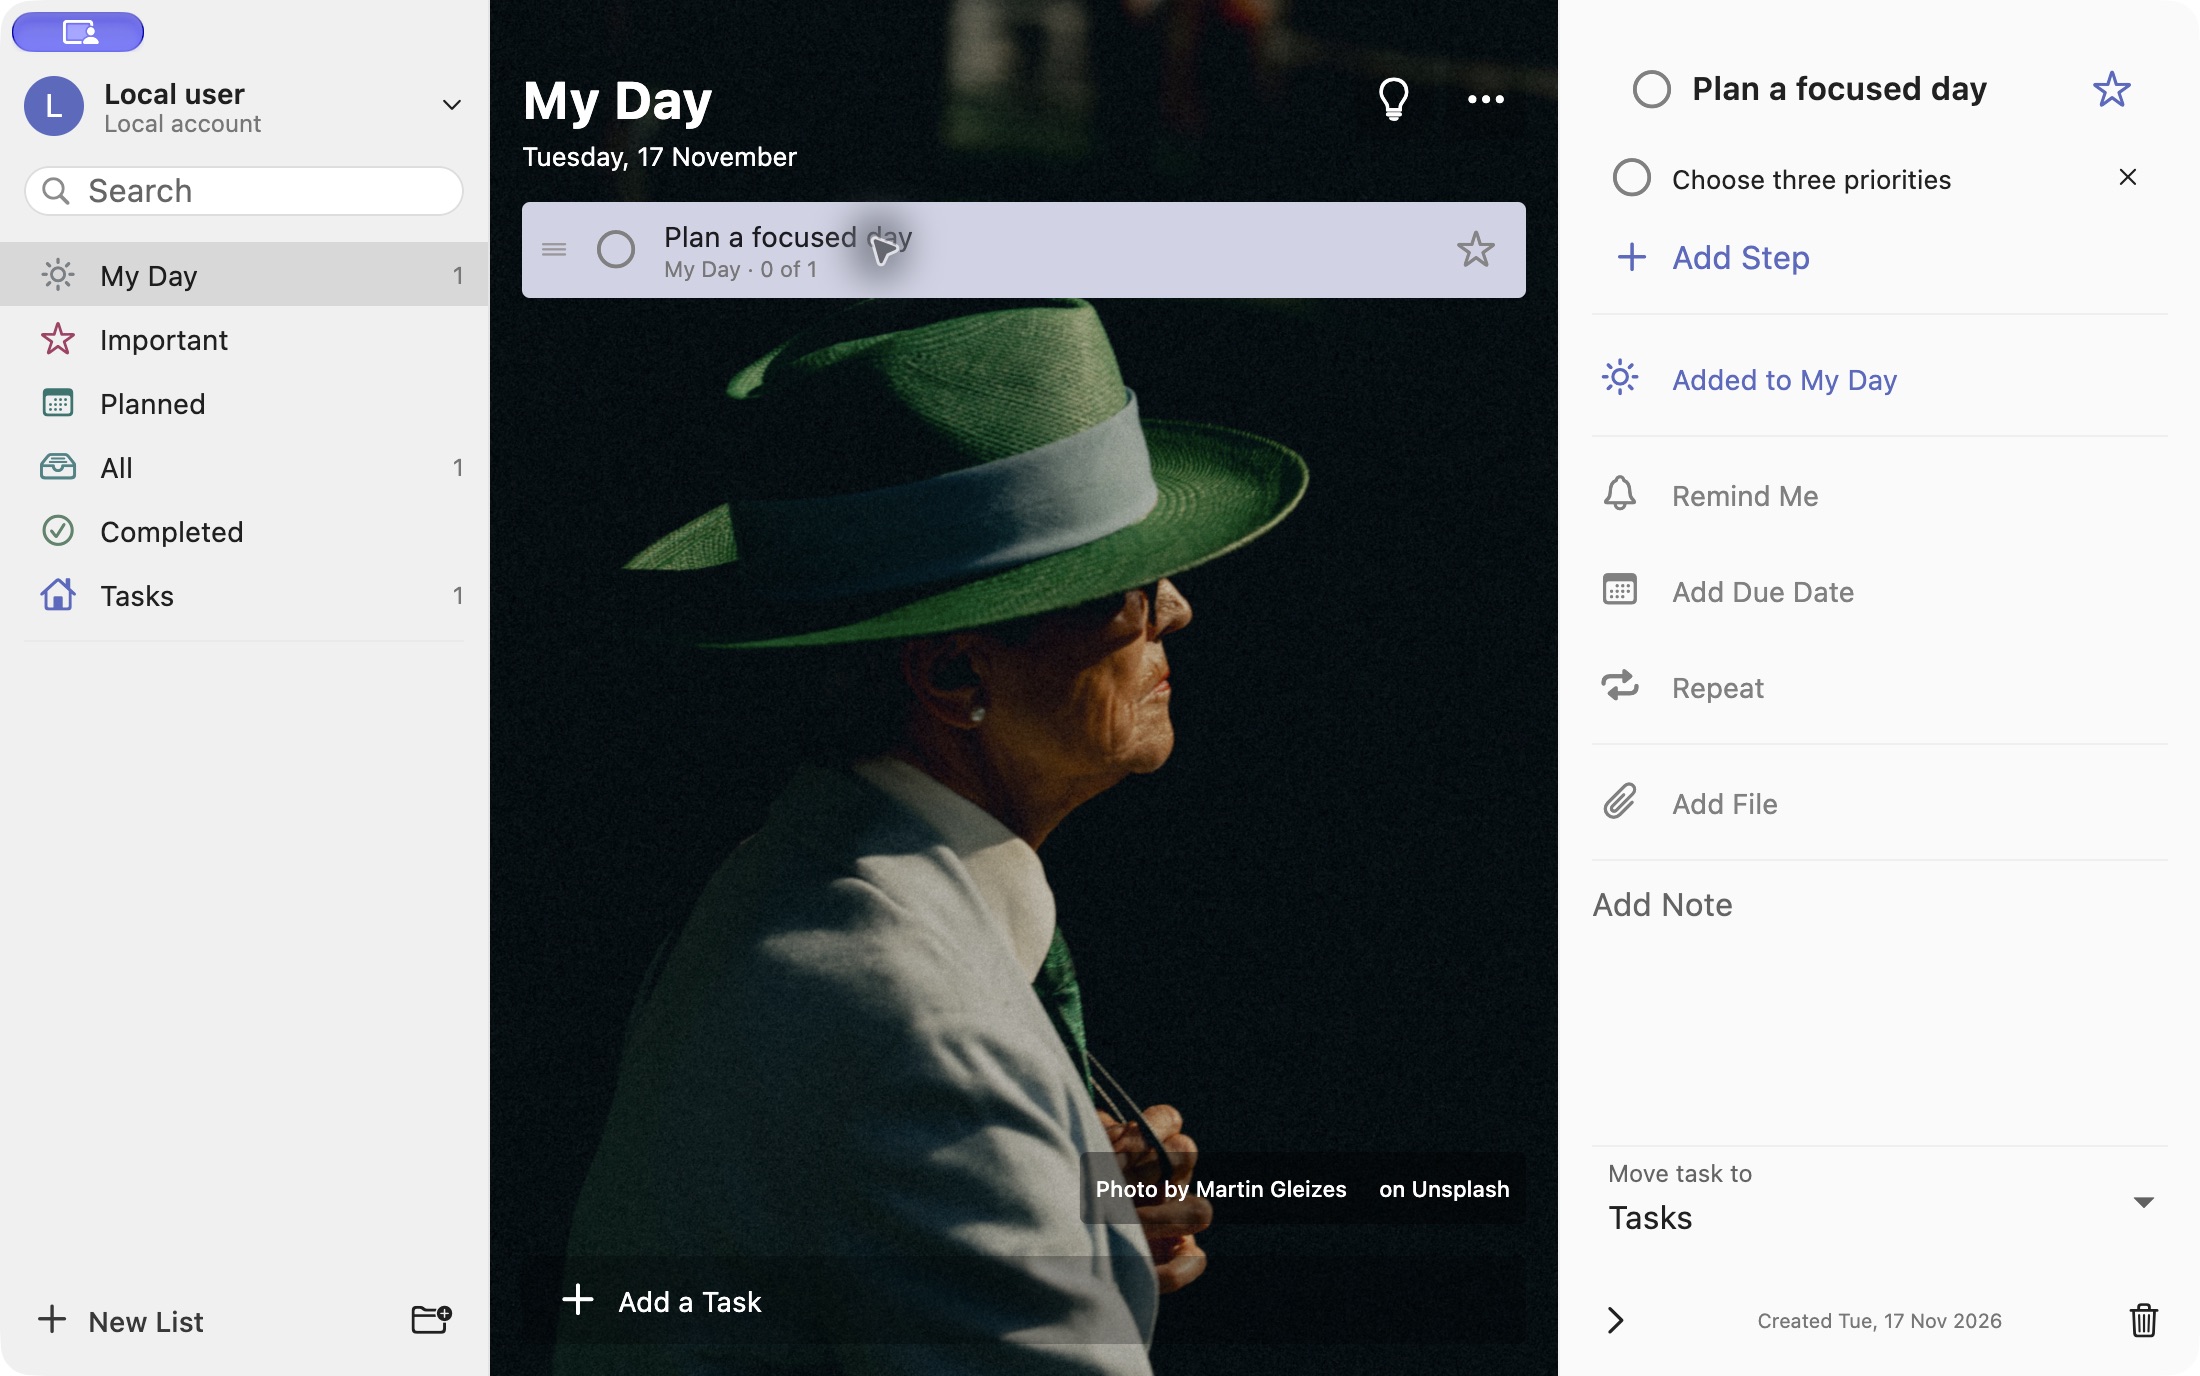 L
Local user
Local account
Search
My Day 1
Important
Planned
All 1
Completed
Tasks 1
New List
My Day
Tuesday, 17 November
Plan a focused day
My Day · 0 of 1
Photo by Martin Gleizes on Unsplash
Add a Task
Plan a focused day
Choose three priorities
Add Step
Added to My Day
Remind Me
Add Due Date
Repeat
Add File
Add Note
Move task to
Tasks
Created Tue, 17 Nov 2026